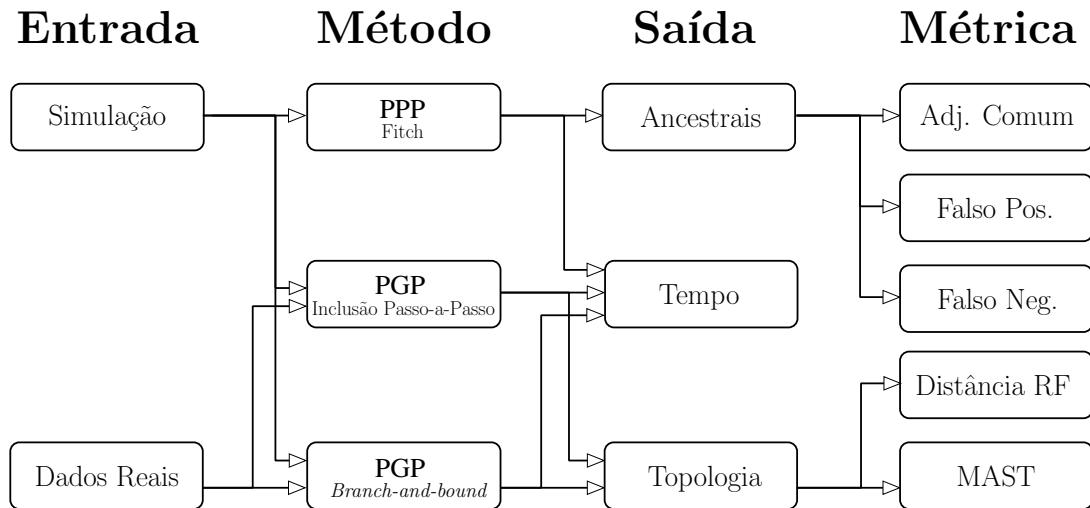 Entrada
Método
Saída
Métrica
Simulação
PPP
Fitch
Ancestrais
Adj. Comum
Falso Pos.
PGP
Inclusão Passo-a-Passo
Tempo
Falso Neg.
Distância RF
Dados Reais
PGP
Branch-and-bound
Topologia
MAST